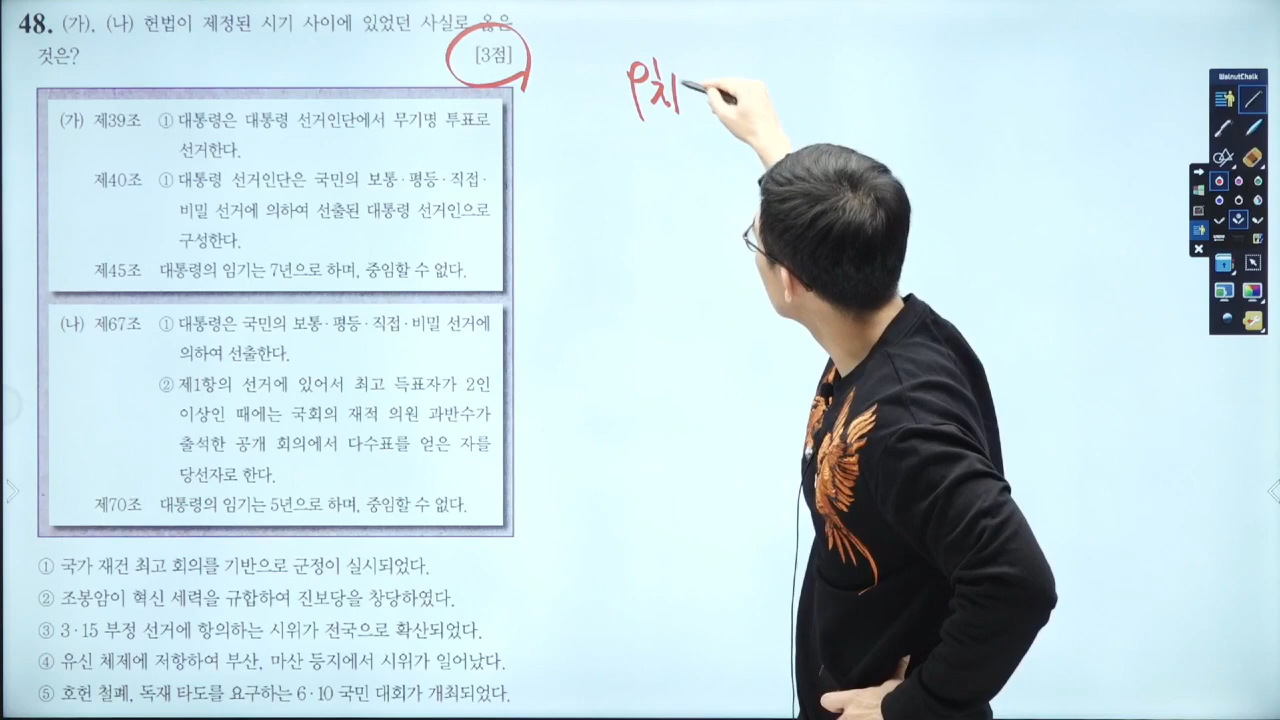 48. (가), (나) 헌법이 제정된 시기 사이에 있었던 사실로 옳은
것은? [3점]
(가) 제39조 ① 대통령은 대통령 선거인단에서 무기명 투표로
선거한다.
제40조 ① 대통령 선거인단은 국민의 보통·평등·직접·
비밀 선거에 의하여 선출된 대통령 선거인으로
구성한다.
제45조 대통령의 임기는 7년으로 하며, 중임할 수 없다.
(나) 제67조 ① 대통령은 국민의 보통·평등·직접·비밀 선거에
의하여 선출한다.
② 제1항의 선거에 있어서 최고 득표자가 2인
이상인 때에는 국회의 재적 의원 과반수가
출석한 공개 회의에서 다수표를 얻은 자를
당선자로 한다.
제70조 대통령의 임기는 5년으로 하며, 중임할 수 없다.
① 국가 재건 최고 회의를 기반으로 군정이 실시되었다.
② 조봉암이 혁신 세력을 규합하여 진보당을 창당하였다.
③ 3·15 부정 선거에 항의하는 시위가 전국으로 확산되었다.
④ 유신 체제에 저항하여 부산, 마산 등지에서 시위가 일어났다.
⑤ 호헌 철폐, 독재 타도를 요구하는 6·10 국민 대회가 개최되었다.
WalnutChalk